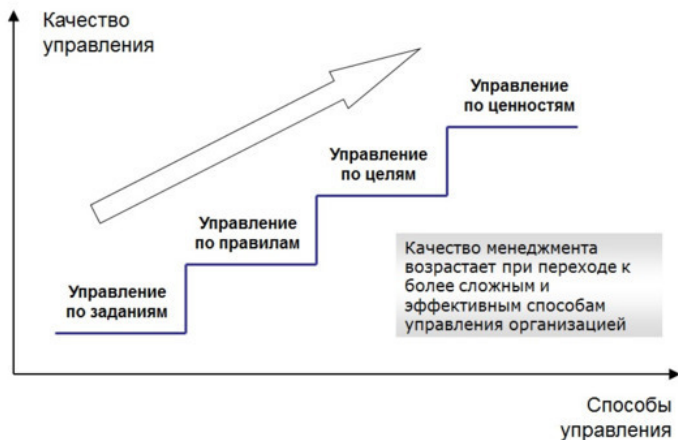 Качество
управления
Управление
по ценностям
Управление
по целям
Управление
по правилам
Управление
по заданиям
Качество менеджмента
возрастает при переходе к
более сложным и
эффективным способам
управления организацией
Способы
управления